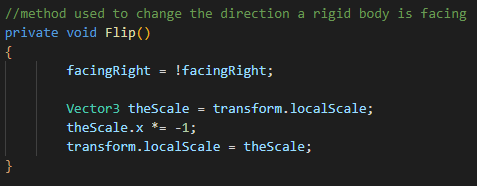 //method used to change the direction a rigid body is facing
private void Flip()
{
facingRight = !facingRight;
Vector3 theScale = transform.localScale;
theScale.x *= -1;
transform.localScale = theScale;
}